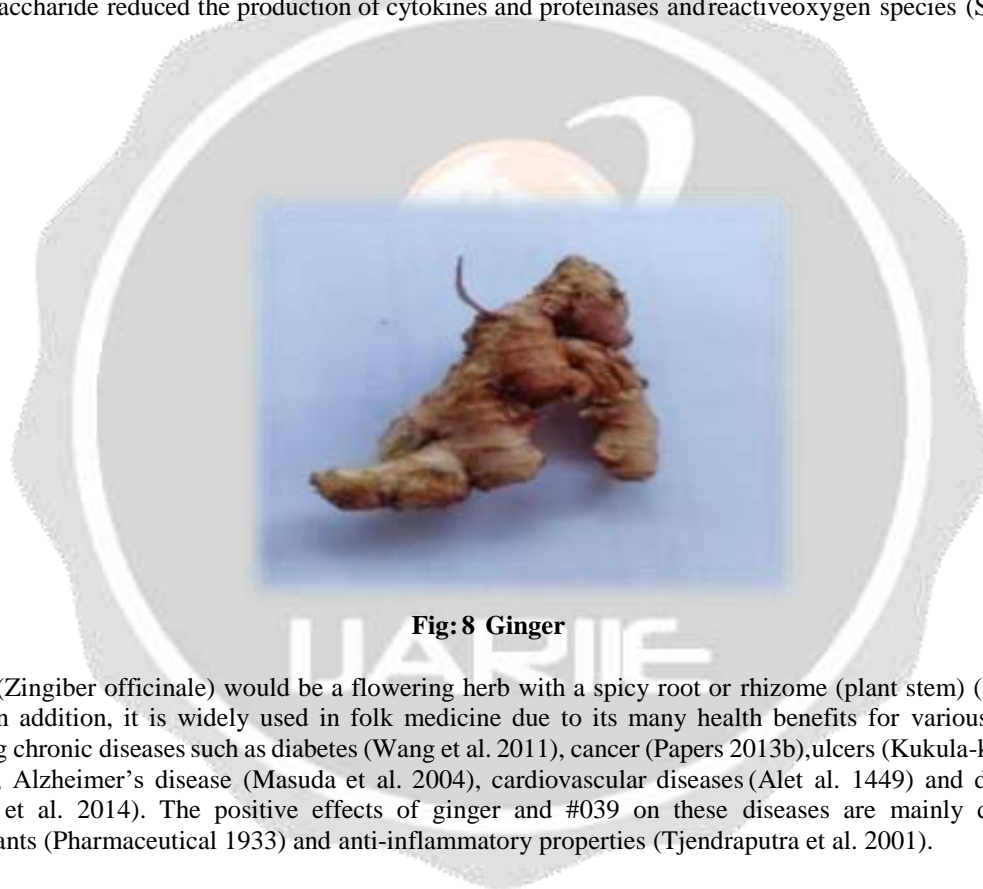 accharide reduced the production of cytokines and proteinases andreactiveoxygen species (S
Fig: 8 Ginger
(Zingiber officinale) would be a flowering herb with a spicy root or rhizome (plant stem) (
n addition, it is widely used in folk medicine due to its many health benefits for various
g chronic diseases such as diabetes (Wang et al. 2011), cancer (Papers 2013b),ulcers (Kukula-k
, Alzheimer’s disease (Masuda et al. 2004), cardiovascular diseases (Alet al. 1449) and d
et al. 2014). The positive effects of ginger and #039 on these diseases are mainly d
ants (Pharmaceutical 1933) and anti-inflammatory properties (Tjendraputra et al. 2001).
IJARIIE